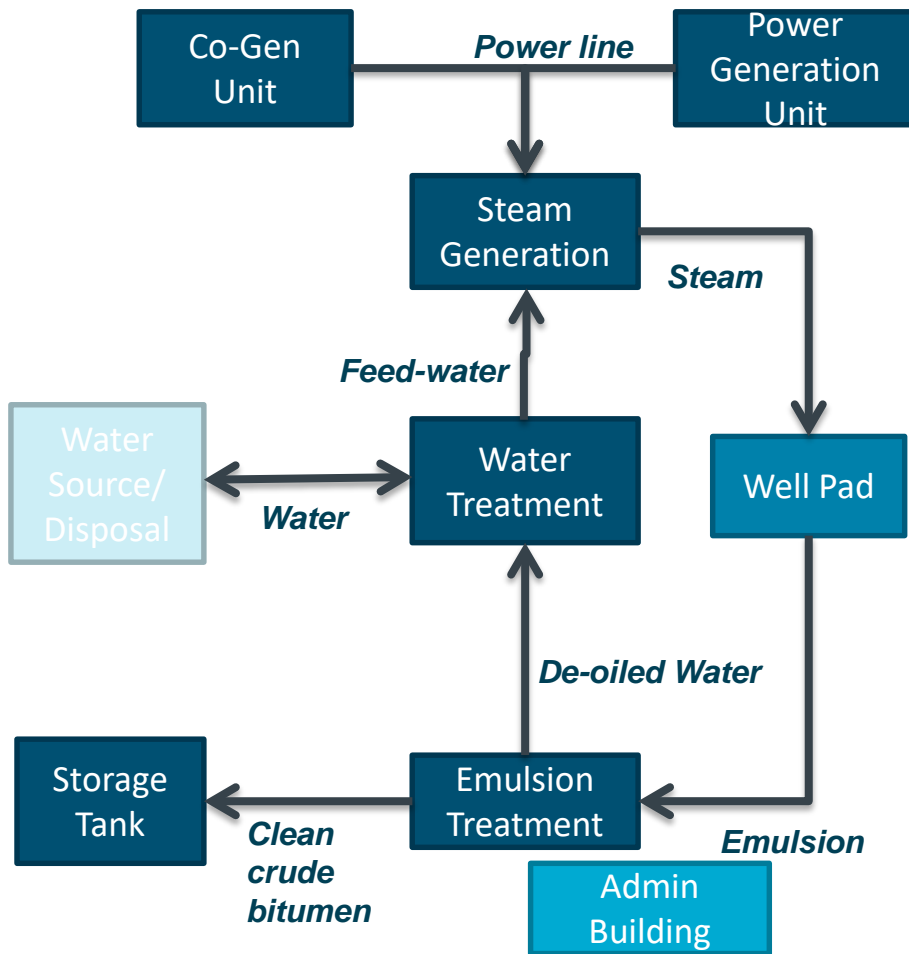 Co-Gen
Unit
Power line
Power
Generation
Unit
Steam
Generation
Steam
Feed-water
Water
Source/
Disposal
Water
Water
Treatment
Well Pad
De-oiled Water
Storage
Tank
Clean
crude
bitumen
Emulsion
Treatment
Emulsion
Admin
Building